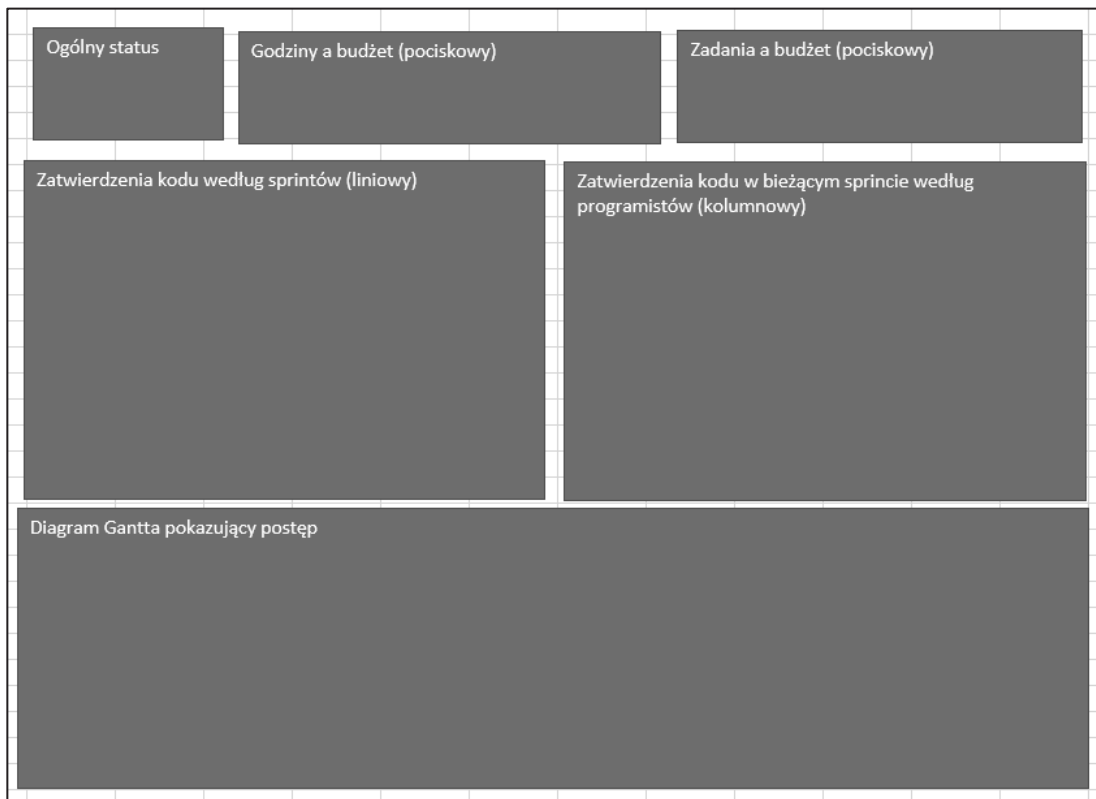 Ogólny status
Godziny a budżet (pociskowy)
Zadania a budżet (pociskowy)
Zatwierdzenia kodu według sprintów (liniowy)
Zatwierdzenia kodu w bieżącym sprincie według
programistów (kolumnowy)
Diagram Gantta pokazujący postęp